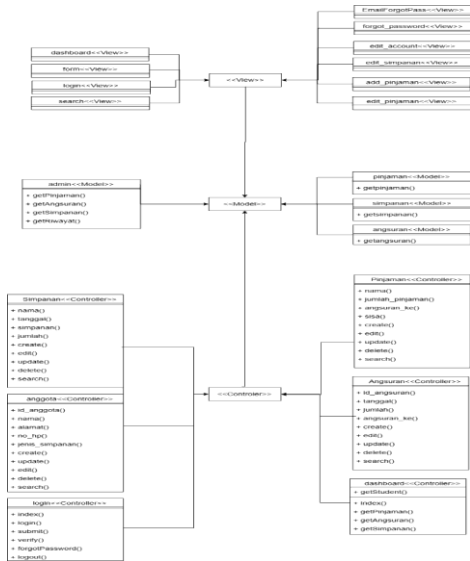 EmailForgotPass<<View>>
forgot_password<<View>>
edit_account<<View>>
edit_simpanan<<View>>
add_pinjaman<<View>>
edit_pinjaman<<View>>
dashboard<<View>>
form<<View>>
login<<View>>
search<<View>>
<<View>>
admin<<Model>>
+ getPinjaman()
+ getAngsuran()
+ getSimpanan()
+ getRiwayat()
<<Model>>
pinjaman<<Model>>
+ getpinjaman()
simpanan<<Model>>
+ getsimpanan()
angsuran<<Model>>
+ getangsuran()
Simpanan<<Controller>>
+ nama()
+ tanggal()
+ simpanan()
+ jumlah()
+ create()
+ edit()
+ update()
+ delete()
+ search()
anggota<<Controller>>
+ id_anggota()
+ nama()
+ alamat()
+ no_hp()
+ jenis_simpanan()
+ create()
+ update()
+ edit()
+ delete()
+ search()
login<<Controller>>
+ index()
+ login()
+ submit()
+ verify()
+ forgotPassword()
+ logout()
<<Controller>>
Pinjaman<<Controller>>
+ nama()
+ jumlah_pinjaman()
+ angsuran_ke()
+ sisa()
+ create()
+ edit()
+ update()
+ delete()
+ search()
Angsuran<<Controller>>
+ id_angsuran()
+ tanggal()
+ jumlah()
+ angsuran_ke()
+ create()
+ edit()
+ update()
+ delete()
+ search()
dashboard<<Controller>>
+ getStudent()
+ index()
+ getPinjaman()
+ getAngsuran()
+ getSimpanan()